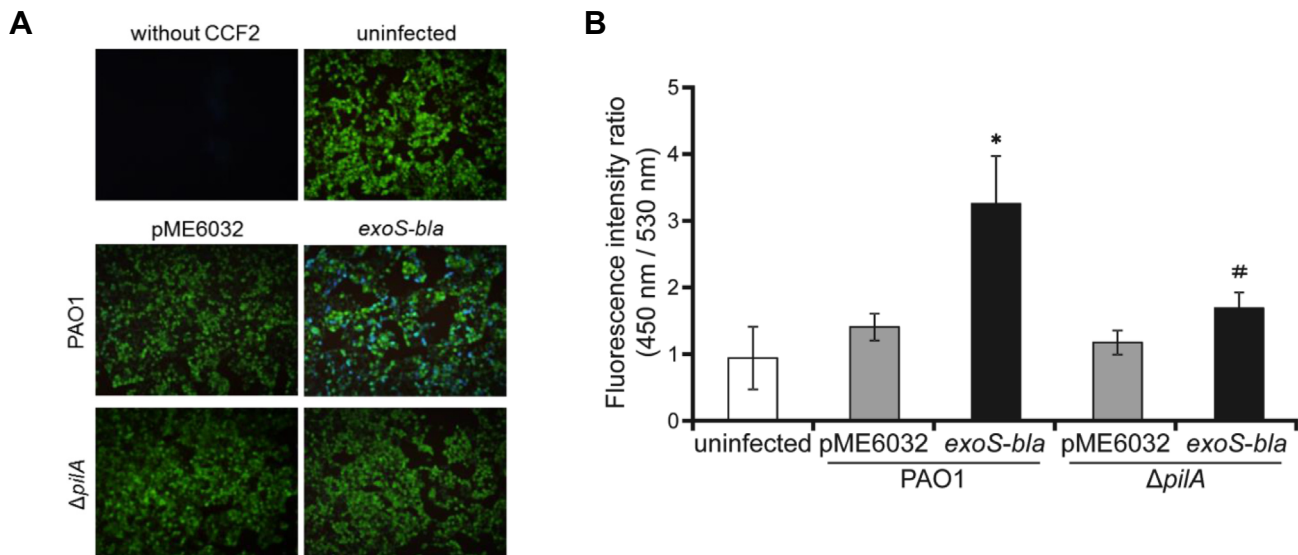 A
without CCF2 uninfected
pME6032 exoS-bla
PAO1
ΔpilA
B
Fluorescence intensity ratio
(450 nm / 530 nm)
5
4
3
2
1
0
*
#
uninfected pME6032 exoS-bla pME6032 exoS-bla
PAO1 ΔpilA